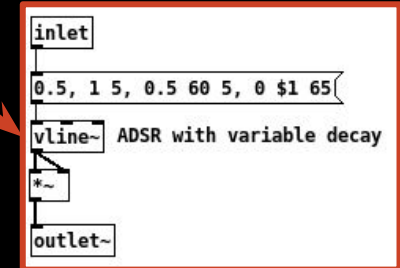 inlet
0.5, 1 5, 0.5 60 5, 0 $1 65
vline~ ADSR with variable decay
*~
outlet~